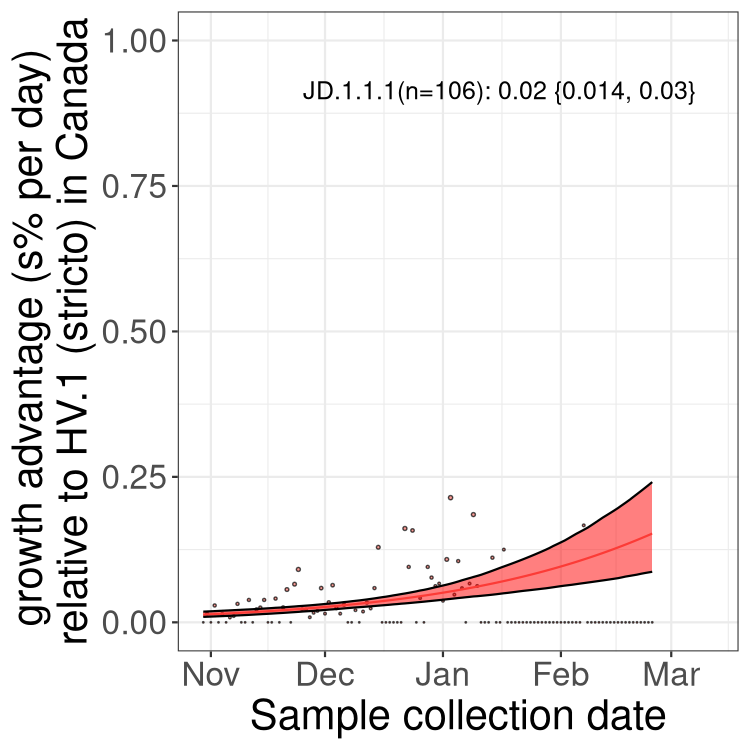 growth advantage (s% per day)
relative to HV.1 (stricto) in Canada
1.00
0.75
0.50
0.25
0.00
JD.1.1.1(n=106): 0.02 {0.014, 0.03}
Nov Dec Jan Feb Mar
Sample collection date